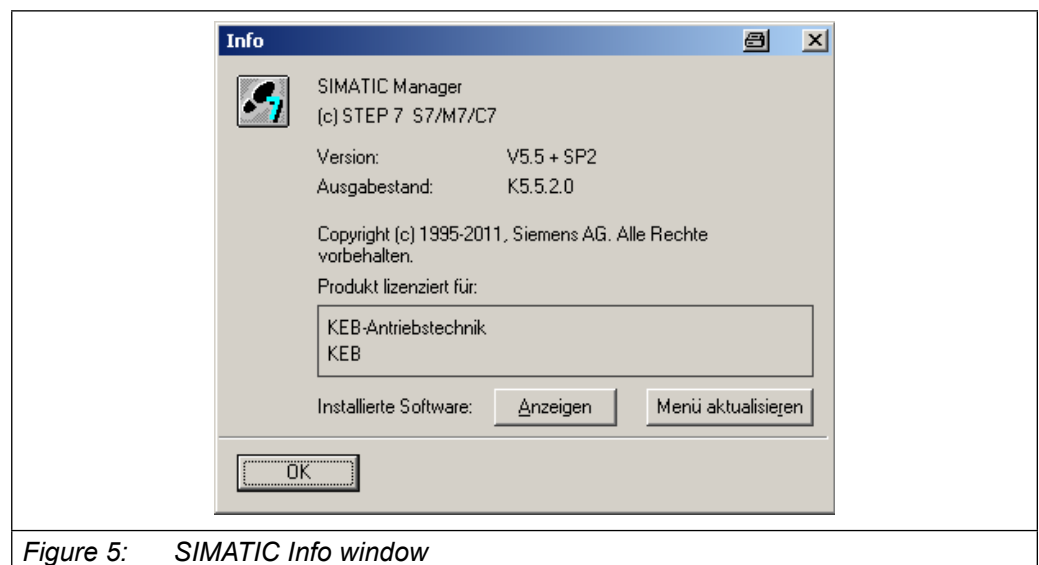 Info
SIMATIC Manager
(c) STEP 7 S7/M7/C7
Version: V5.5 + SP2
Ausgabestand: K5.5.2.0
Copyright (c) 1995-2011, Siemens AG. Alle Rechte
vorbehalten.
Produkt lizenziert für:
KEB-Antriebstechnik
KEB
Installierte Software: Anzeigen Menü aktualisieren
OK
Figure 5: SIMATIC Info window